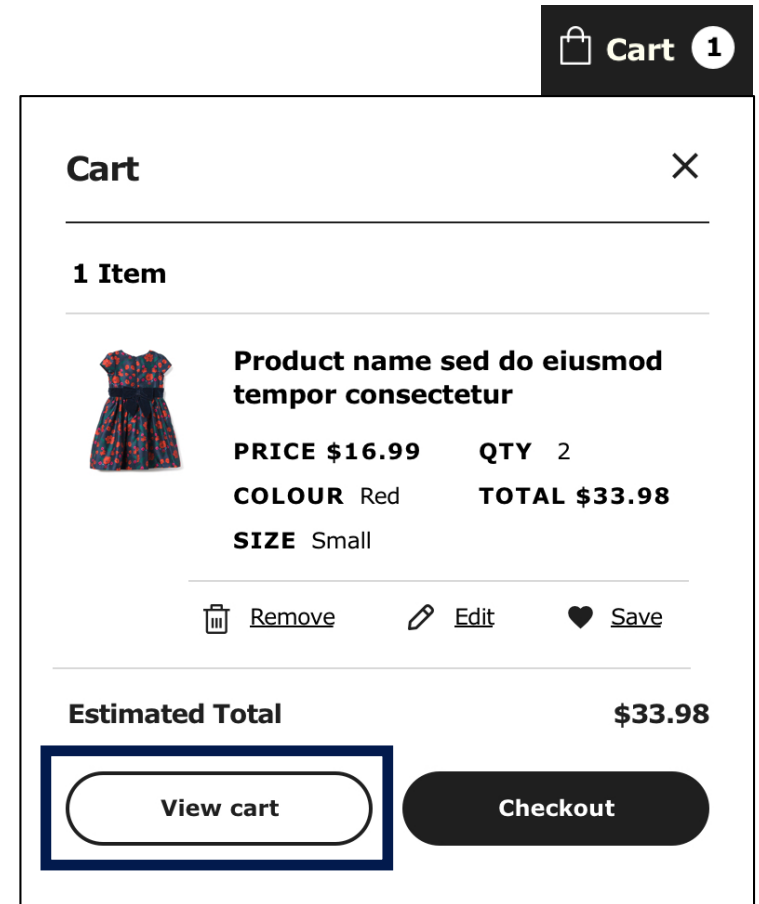 Cart 1
Cart
1 Item
Product name sed do eiusmod
tempor consectetur
PRICE $16.99 QTY 2
COLOUR Red TOTAL $33.98
SIZE Small
Remove Edit Save
Estimated Total $33.98
View cart Checkout